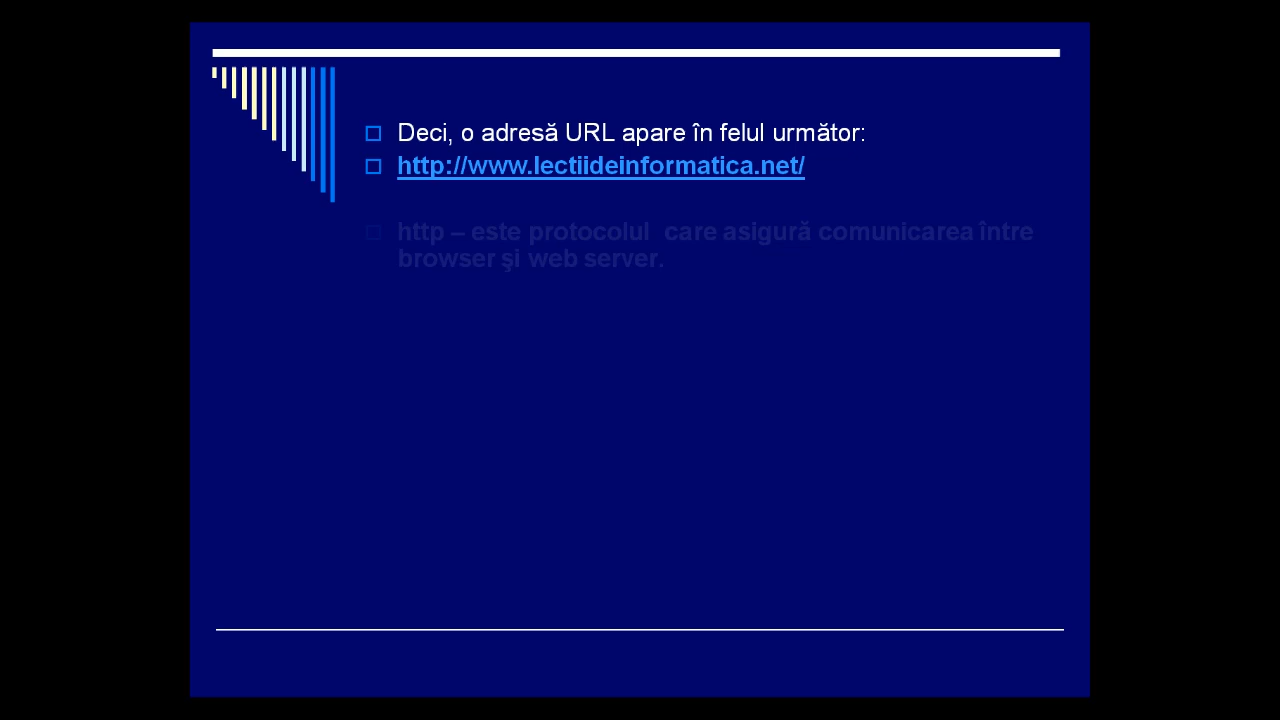 Deci, o adresă URL apare în felul următor:
http://www.lectiideinformatica.net/
http – este protocolul  care asigură comunicarea între
browser şi web server.